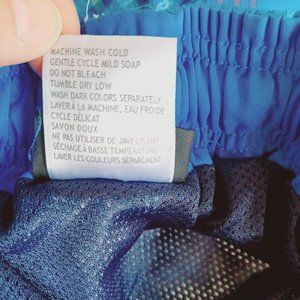 MACHINE WASH COLD
GENTLE CYCLE MILD SOAP
DO NOT BLEACH
TUMBLE DRY LOW
WASH DARK COLORS SEPARATELY
LAVER À LA MACHINE, EAU FROIDE
CYCLE DÉLICAT
SAVON DOUX
NE PAS UTILISER DE JAVELISANT
SÉCHAGE À BASSE TEMPÉRATURE
LAVER LES COULEURS SÉPARÉMENT